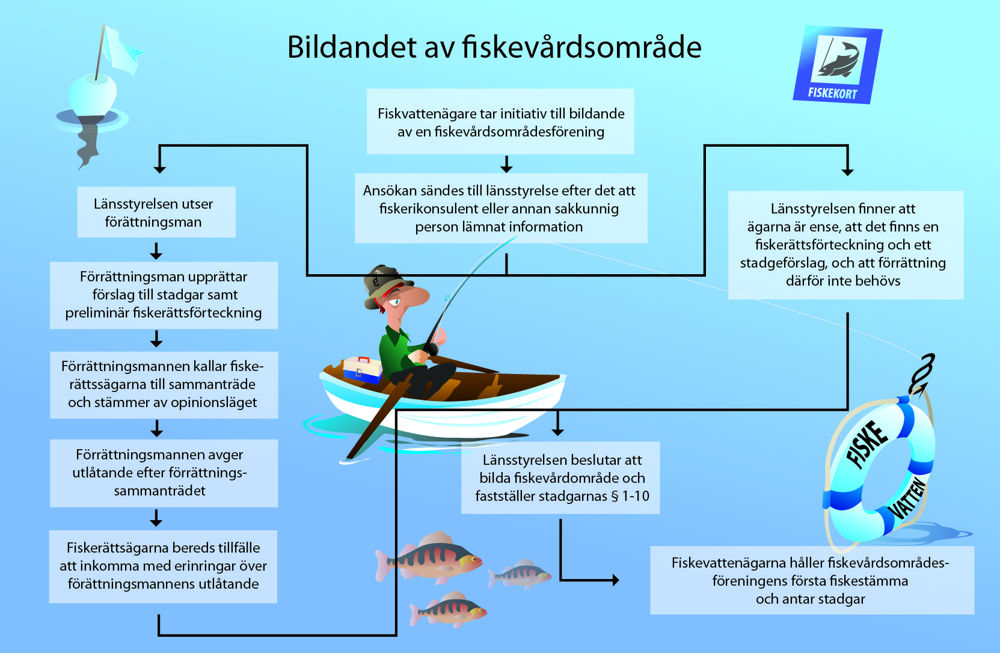 Bildandet av fiskevårdsområde
FISKEKORT
Fiskvattenägare tar initiativ till bildande
av en fiskevårdsområdesförening
Ansökan sändes till länsstyrelse efter det att
fiskerikonsulent eller annan sakkunnig
person lämnat information
Länsstyrelsen utser
förättningsman
Förrättningsman upprättar
förslag till stadgar samt
preliminär fiskerättsförteckning
Förrättningsmannen kallar fiske-
rättssägarna till sammanträde
och stämmer av opinionsläget
Förrättningsmannen avger
utlåtande efter förrättnings-
sammanträdet
Fiskerättsägarna bereds tillfälle
att inkomma med erinringar över
förättningsmannens utlåtande
Länsstyrelsen finner att
ägarna är ense, att det finns en
fiskerättsförteckning och ett
stadgeförslag, och att förrättning
därför inte behövs
Länsstyrelsen beslutar att
bilda fiskevårdområde och
fastställer stadgarnas § 1-10
FISKE
VATTEN
Fiskevattenägarna håller fiskevårdsområdes-
föreningens första fiskestämma
och antar stadgar